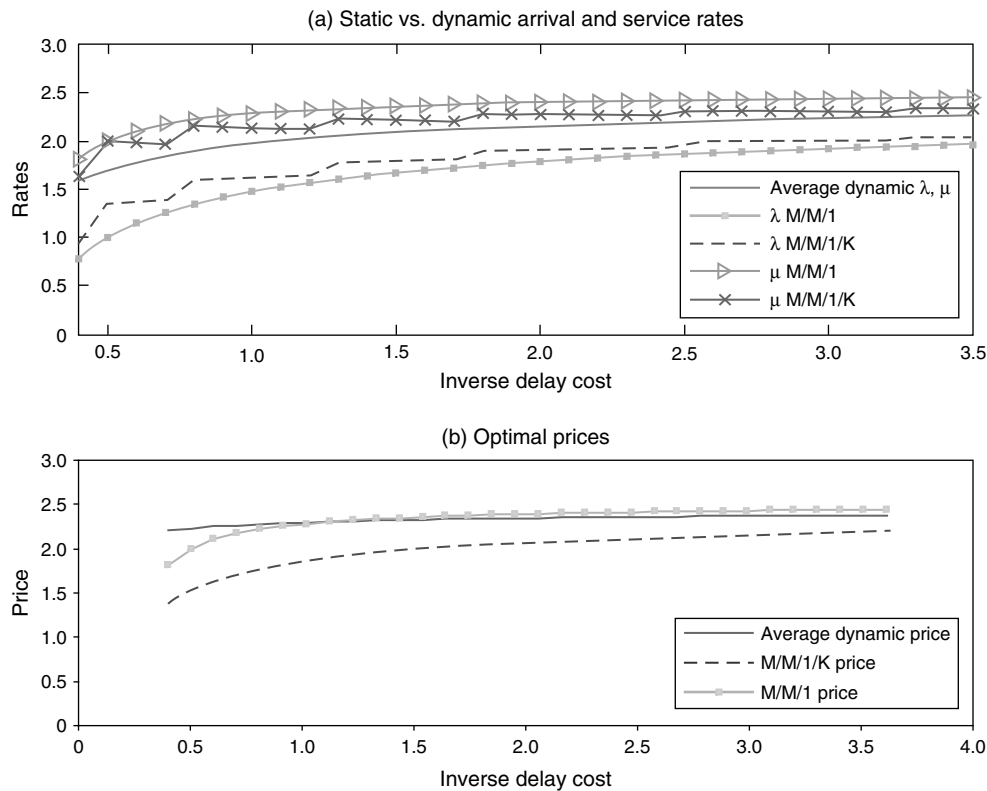 (a) Static vs. dynamic arrival and service rates
3.0
2.5
2.0
1.5
1.0
0.5
0
Rates
Average dynamic λ, μ
λ M/M/1
λ M/M/1/K
μ M/M/1
μ M/M/1/K
0.5 1.0 1.5 2.0 2.5 3.0 3.5
Inverse delay cost
(b) Optimal prices
3.0
2.5
2.0
1.5
1.0
0.5
0
Price
Average dynamic price
M/M/1/K price
M/M/1 price
0 0.5 1.0 1.5 2.0 2.5 3.0 3.5 4.0
Inverse delay cost